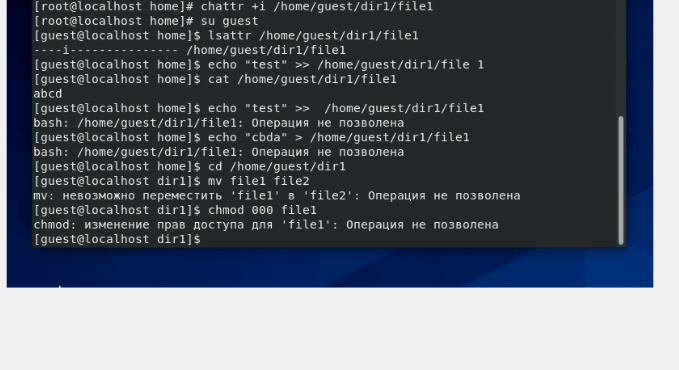 [root@localhost home]# chattr +i /home/guest/dir1/file1
[root@localhost home]# su guest
[guest@localhost home]$ lsattr /home/guest/dir1/file1
----i--------------- /home/guest/dir1/file1
[guest@localhost home]$ echo "test" >> /home/guest/dir1/file 1
[guest@localhost home]$ cat /home/guest/dir1/file1
abcd
[guest@localhost home]$ echo "test" >>  /home/guest/dir1/file1
bash: /home/guest/dir1/file1: Операция не позволена
[guest@localhost home]$ echo "cbda" > /home/guest/dir1/file1
bash: /home/guest/dir1/file1: Операция не позволена
[guest@localhost home]$ cd /home/guest/dir1
[guest@localhost dir1]$ mv file1 file2
mv: невозможно переместить 'file1' в 'file2': Операция не позволена
[guest@localhost dir1]$ chmod 000 file1
chmod: изменение прав доступа для 'file1': Операция не позволена
[guest@localhost dir1]$